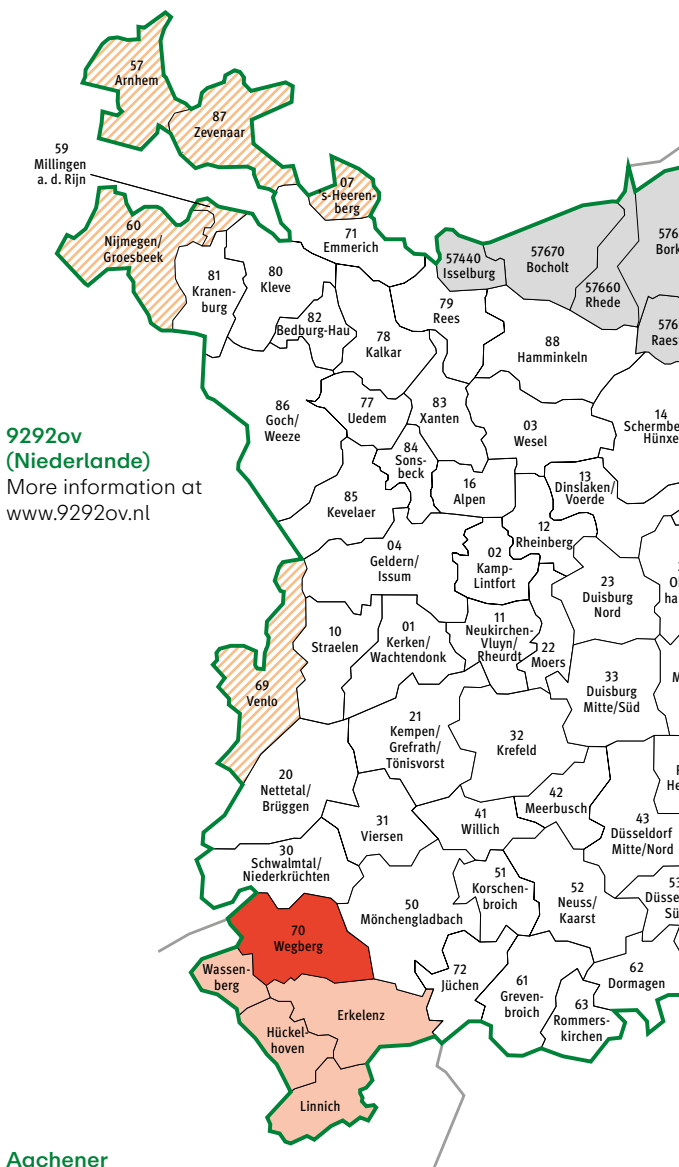 57
Arnhem
87
Zevenaar
59
Millingen
a. d. Rijn
07
's-Heeren-
berg
60
Nijmegen/
Groesbeek
71
Emmerich
57440
Isselburg
57670
Bocholt
57660
Rhede
81
Kranen-
burg
80
Kleve
82
Bedburg-Hau
79
Rees
78
Kalkar
88
Hamminkeln
86
Goch/
Weeze
77
Uedem
83
Xanten
03
Wesel
14
9292ov
(Niederlande)
More information at
www.9292ov.nl
84
Sons-
beck
16
Alpen
13
Dinslaken/
Voerde
85
Kevelaer
12
Rheinberg
04
Geldern/
Issum
02
Kamp-
Lintfort
23
Duisburg
Nord
10
Straelen
01
Kerken/
Wachtendonk
11
Neukirchen-
Vluyn/
Rheurdt
22
Moers
33
Duisburg
Mitte/Süd
69
Venlo
21
Kempen/
Grefrath/
Tönisvorst
32
Krefeld
20
Nettetal/
Brüggen
42
Meerbusch
31
Viersen
41
Willich
43
Düsseldorf
Mitte/Nord
30
Schwalmtal/
Niederkrüchten
51
Korschen-
broich
50
Mönchengladbach
52
Neuss/
Kaarst
70
Wegberg
72
Jüchen
61
Greven-
broich
62
Dormagen
63
Rommers-
kirchen
Wassen-
berg
Erkelenz
Hückel-
hoven
Linnich
Aachener